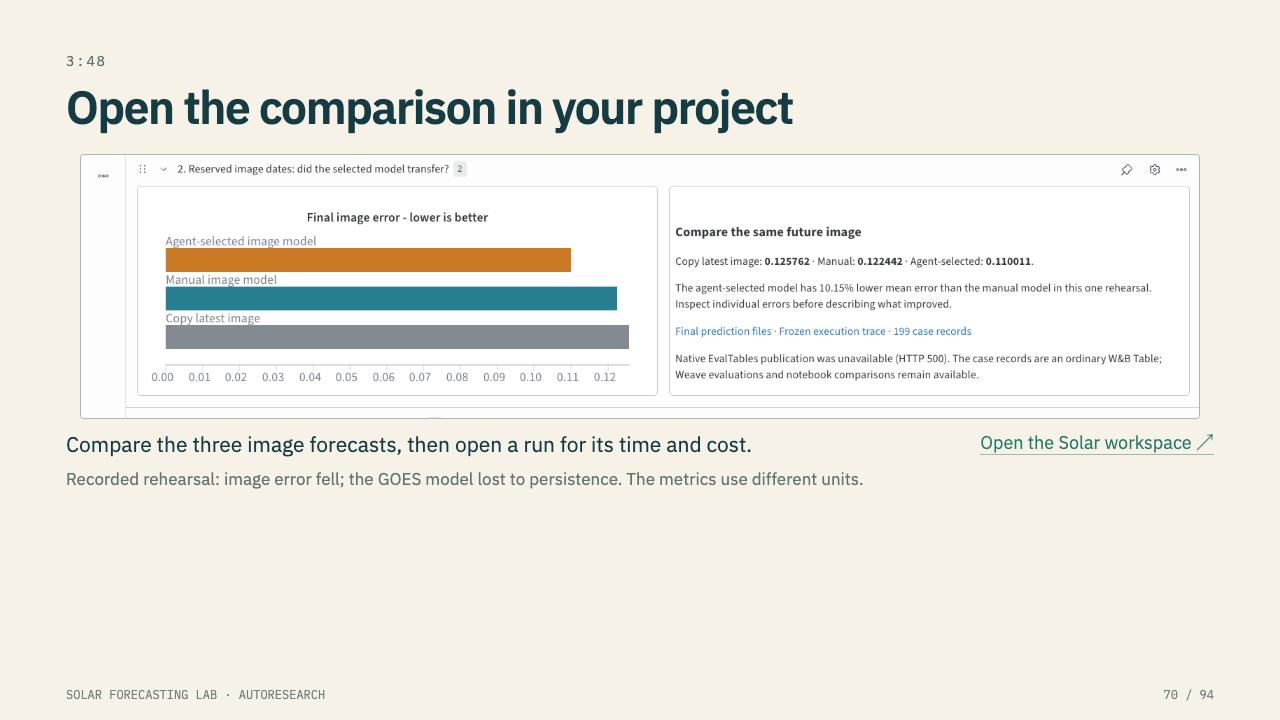 3:48
Open the comparison in your project
2. Reserved image dates: did the selected model transfer? 2
Final image error - lower is better
Agent-selected image model
Manual image model
Copy latest image
0.00 0.01 0.02 0.03 0.04 0.05 0.06 0.07 0.08 0.09 0.10 0.11 0.12
Compare the same future image
Copy latest image: 0.125762 · Manual: 0.122442 · Agent-selected: 0.110011.
The agent-selected model has 10.15% lower mean error than the manual model in this one rehearsal.
Inspect individual errors before describing what improved.
Final prediction files · Frozen execution trace · 199 case records
Native EvalTables publication was unavailable (HTTP 500). The case records are an ordinary W&B Table;
Weave evaluations and notebook comparisons remain available.
Compare the three image forecasts, then open a run for its time and cost.
Open the Solar workspace ↗
Recorded rehearsal: image error fell; the GOES model lost to persistence. The metrics use different units.
SOLAR FORECASTING LAB · AUTORESEARCH
70 / 94